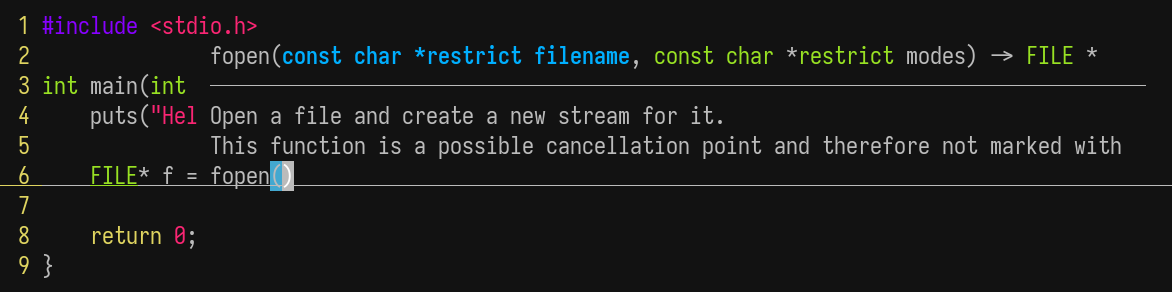 1 #include <stdio.h>
2 fopen(const char *restrict filename, const char *restrict modes) -> FILE *
3 int main(int
4 puts("Hel Open a file and create a new stream for it.
5 This function is a possible cancellation point and therefore not marked with
6 FILE* f = fopen()
7
8 return 0;
9 }